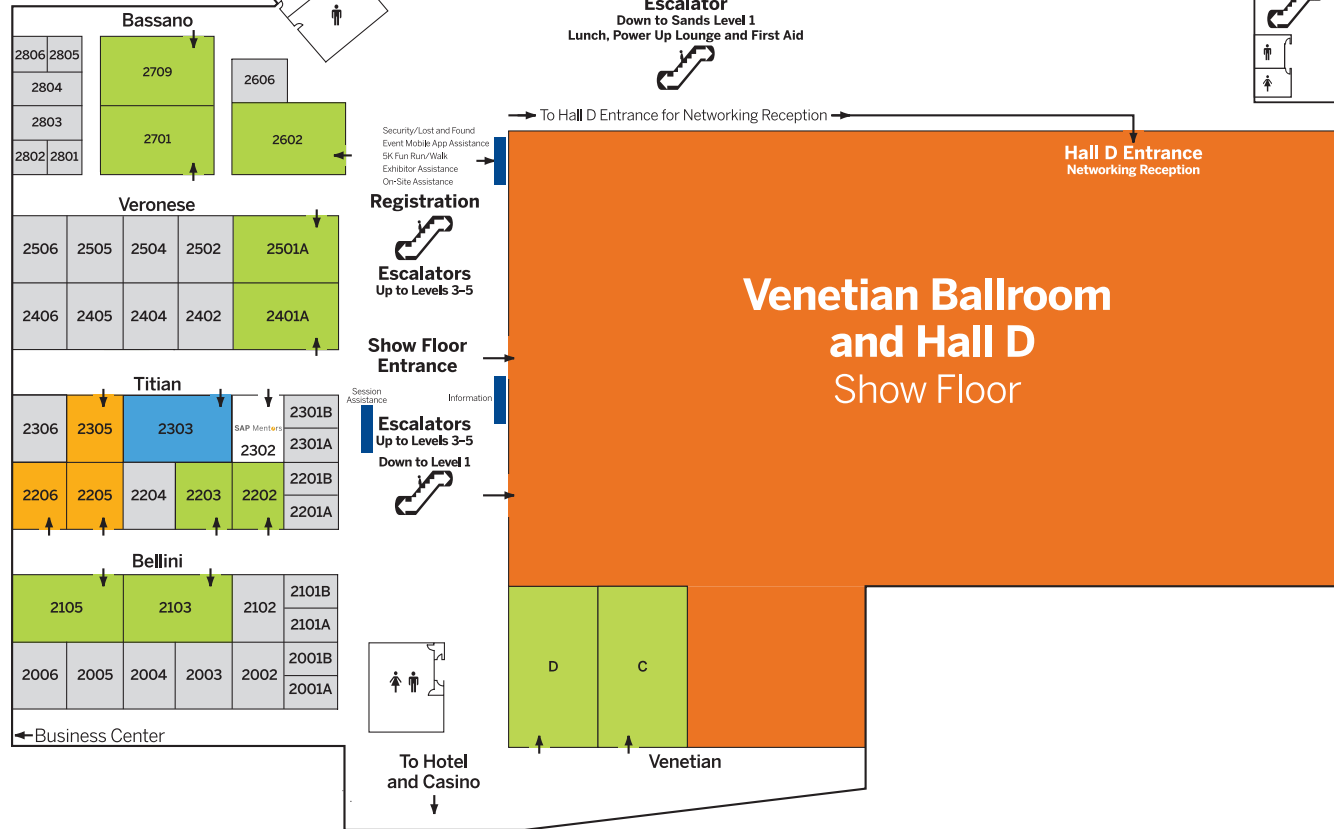 Escalator
Down to Sands Level 1
Lunch, Power Up Lounge and First Aid
Bassano
2806 2805
2804
2803
2802 2801
2709
2701
2606
2602
To Hall D Entrance for Networking Reception
Security/Lost and Found
Event Mobile App Assistance
5K Fun Run/Walk
Exhibitor Assistance
On-Site Assistance
Hall D Entrance
Networking Reception
Registration
Escalators
Up to Levels 3–5
Veronese
2506 2505 2504 2502 2501A
2406 2405 2404 2402 2401A
Venetian Ballroom
and Hall D
Show Floor
Show Floor
Entrance
Session
Assistance
Information
Escalators
Up to Levels 3–5
Down to Level 1
Titian
2306 2305 2303
SAP Mentors
2302
2301B
2301A
2206 2205 2204 2203 2202
2201B
2201A
Bellini
2105 2103 2102
2101B
2101A
2006 2005 2004 2003 2002
2001B
2001A
D C
Business Center
To Hotel
and Casino
Venetian